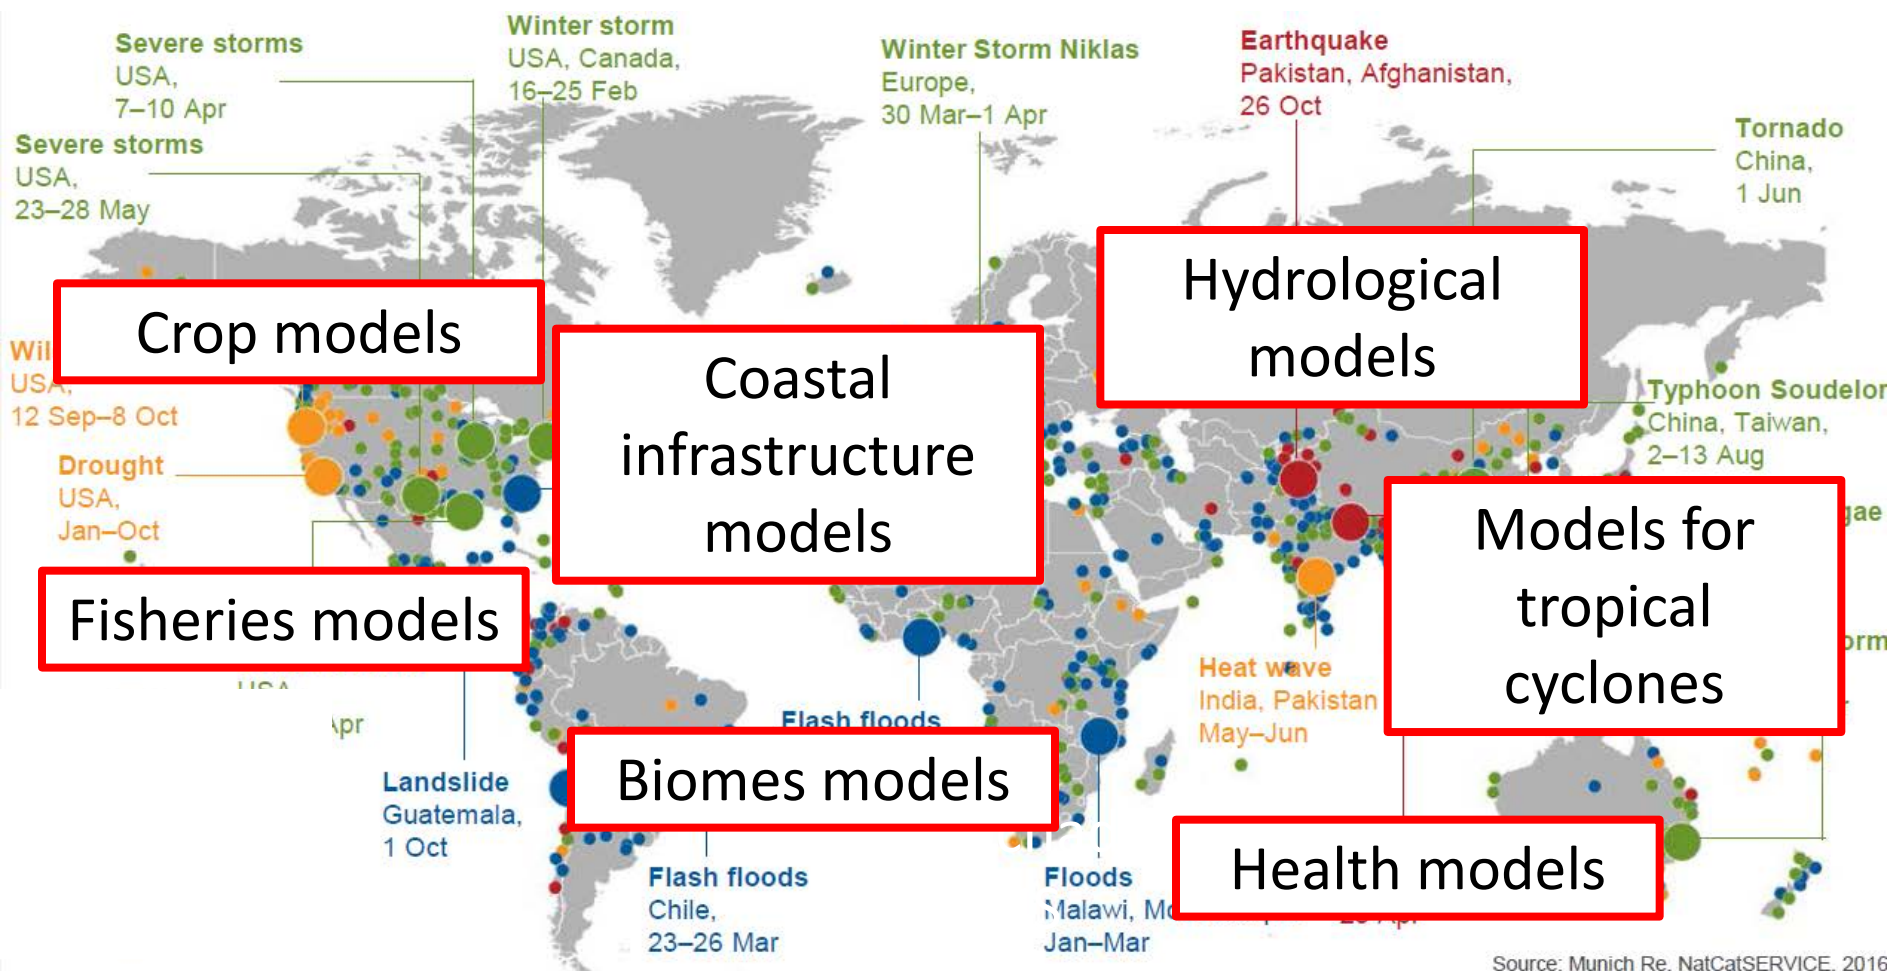 Severe storms
USA,
7–10 Apr
Winter storm
USA, Canada,
16–25 Feb
Winter Storm Niklas
Europe,
30 Mar–1 Apr
Earthquake
Pakistan, Afghanistan,
26 Oct
Tornado
China,
1 Jun
Severe storms
USA,
23–28 May
Crop models
Hydrological
models
Coastal
infrastructure
models
USA,
12 Sep–8 Oct
Typhoon Soudelor
China, Taiwan,
2–13 Aug
Drought
USA,
Jan–Oct
Models for
tropical
cyclones
Fisheries models
Heat wave
India, Pakistan
May–Jun
Flash floods
Biomes models
Landslide
Guatemala,
1 Oct
Health models
Flash floods
Chile,
23–26 Mar
Floods
Malawi,
Jan–Mar
Source: Munich Re, NatCatSERVICE, 2016